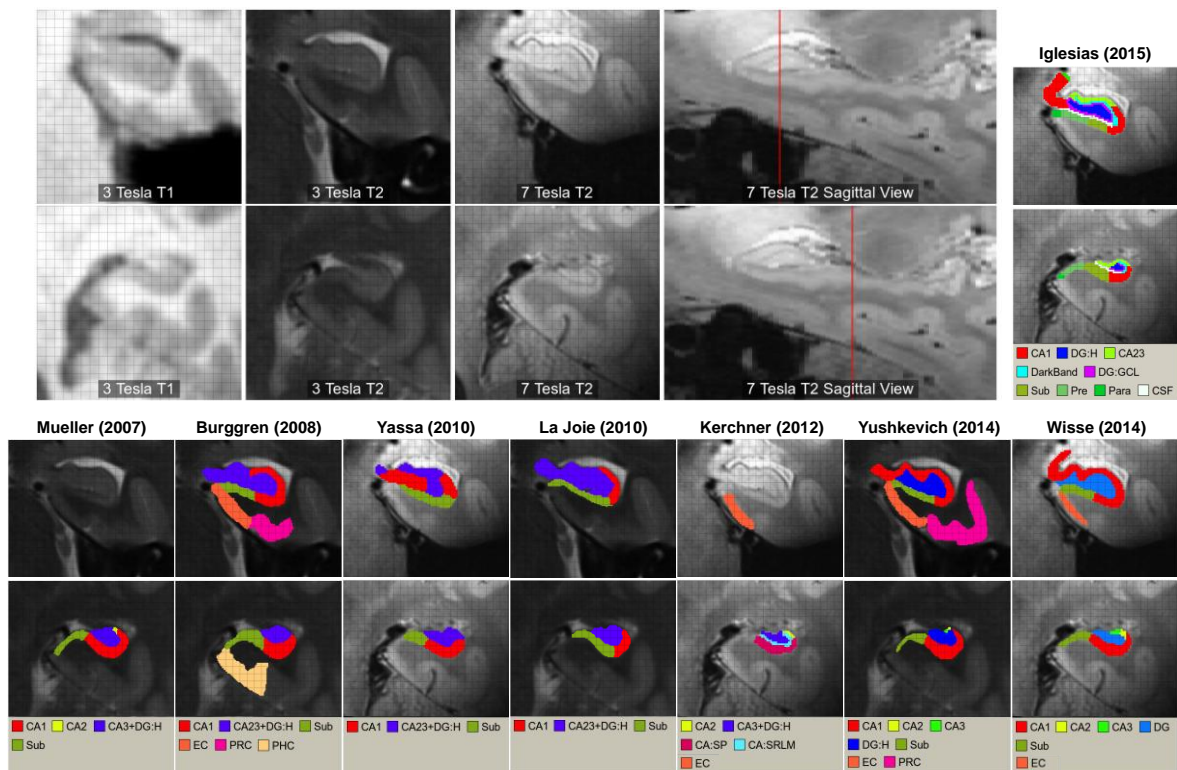 3 Tesla T1
3 Tesla T2
7 Tesla T2
7 Tesla T2 Sagittal View
3 Tesla T1
3 Tesla T2
7 Tesla T2
7 Tesla T2 Sagittal View
Iglesias (2015)
CA1 DG:H CA23
DarkBand DG:GCL
Sub Pre Para CSF
Mueller (2007)
Burggren (2008)
Yassa (2010)
La Joie (2010)
Kerchner (2012)
Yushkevich (2014)
Wisse (2014)
CA1 CA2 CA3+DG:H
Sub
CA1 CA23+DG:H Sub
EC PRC PHC
CA1 CA23+DG:H Sub
CA1 CA23+DG:H Sub
CA2 CA3+DG:H
CA:SP CA:SRLM
EC
CA1 CA2 CA3
DG:H Sub
EC PRC
CA1 CA2 CA3 DG
Sub
EC